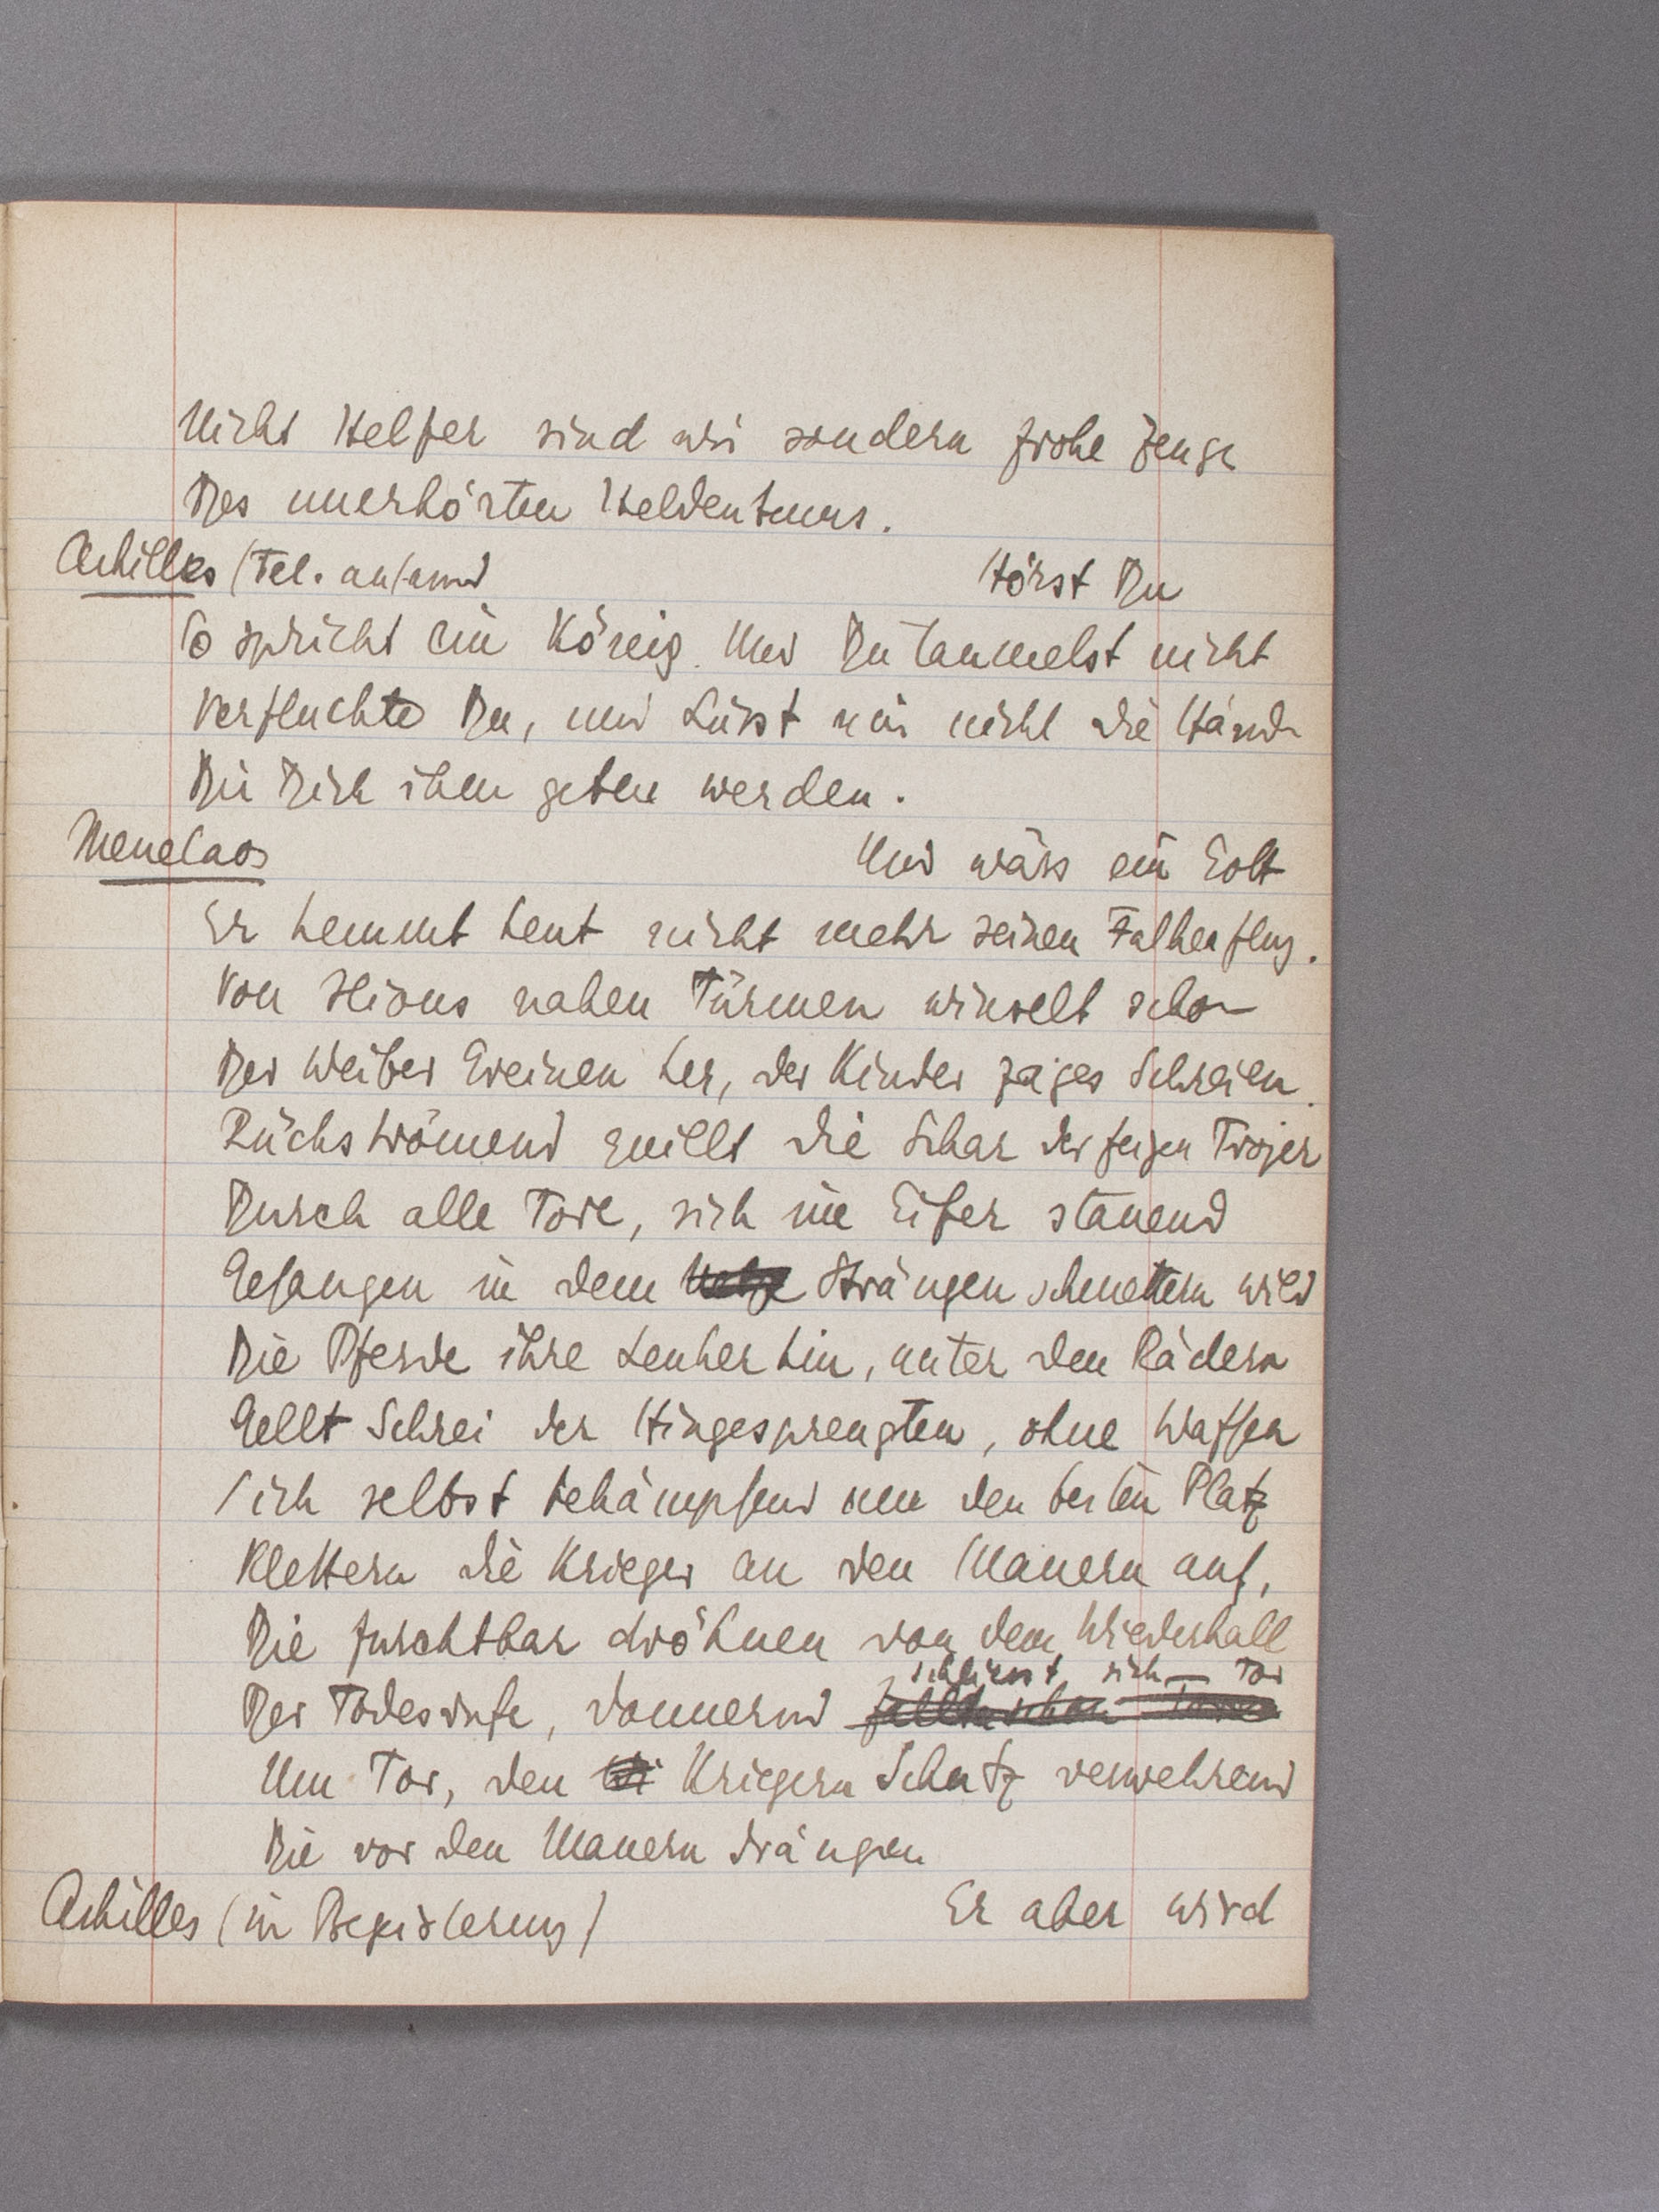 Nicht Helfer sind wir sondern frohe Zeuge
Des unerhörten Heldentums.
Achilles (Tel. anfassend Hörst Du
So spricht ein König. Und Du taumelst nicht
Verfluchte Du, und küsst mir nicht die Hände
Die Dich ihm geben werden.
Menelaos Und wärs ein Gott
Er hemmt heut nicht mehr seinen Falkenflug.
Von Ilions nahen Türmen winselt schon
Der Weiber Greinen her, der Kinder zages Schreien.
Rückströmend quillt die Schar der feigen Trojer
Durch alle Tore, sich im Eifer stauend
Gefangen in dem Netze Strängen schmettern wild
Die Pferde ihre Lenker hin, unter den Rädern
Gellt Schrei der Hingesprengten, ohne Waffen
Sich selbst bekämpfend um den besten Platz
Klettern die Krieger an den Mauern auf,
Die furchtbar dröhnen von dem Wiederhall
schliesst sich Tor
Der Todesrufe, donnernd
Um Tor, den Kriegern Schutz verwehrend
Die vor den Mauern drängen
Achilles (in Begeisterung) Er aber wird